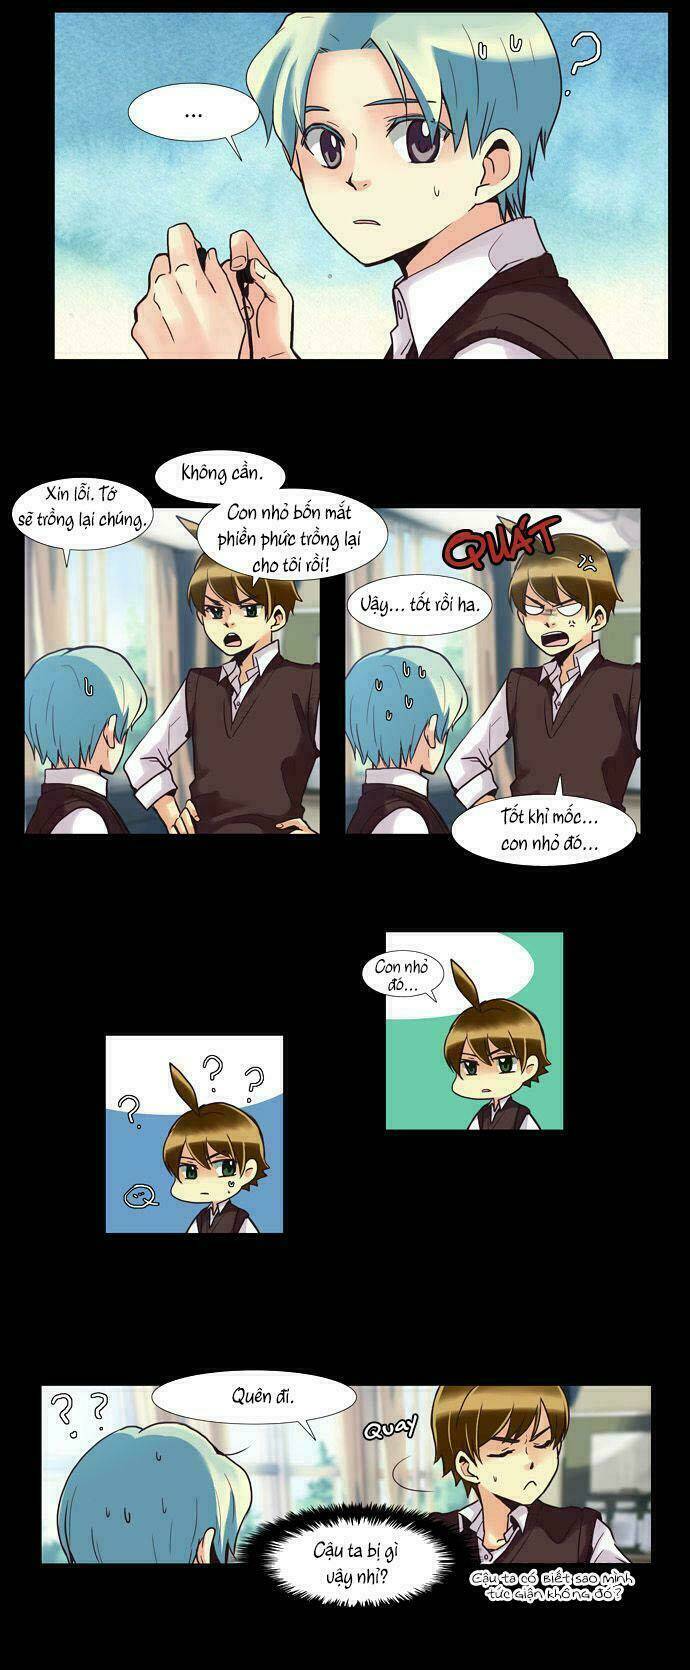 ...
?
Xin lỗi. Tớ
sẽ trồng lại chúng.
Không cần.
Con nhỏ bốn mắt
phiền phức trồng lại
cho tôi rồi!
QUÁT
Vậy... tốt rồi ha.
Tốt khỉ mốc...
con nhỏ đó...
Con nhỏ
đó...
? ? ?
? ?
Quên đi.
QUAY
Cậu ta bị gì
vậy nhỉ?
Cậu ta có biết sao mình
tức giận không đó?